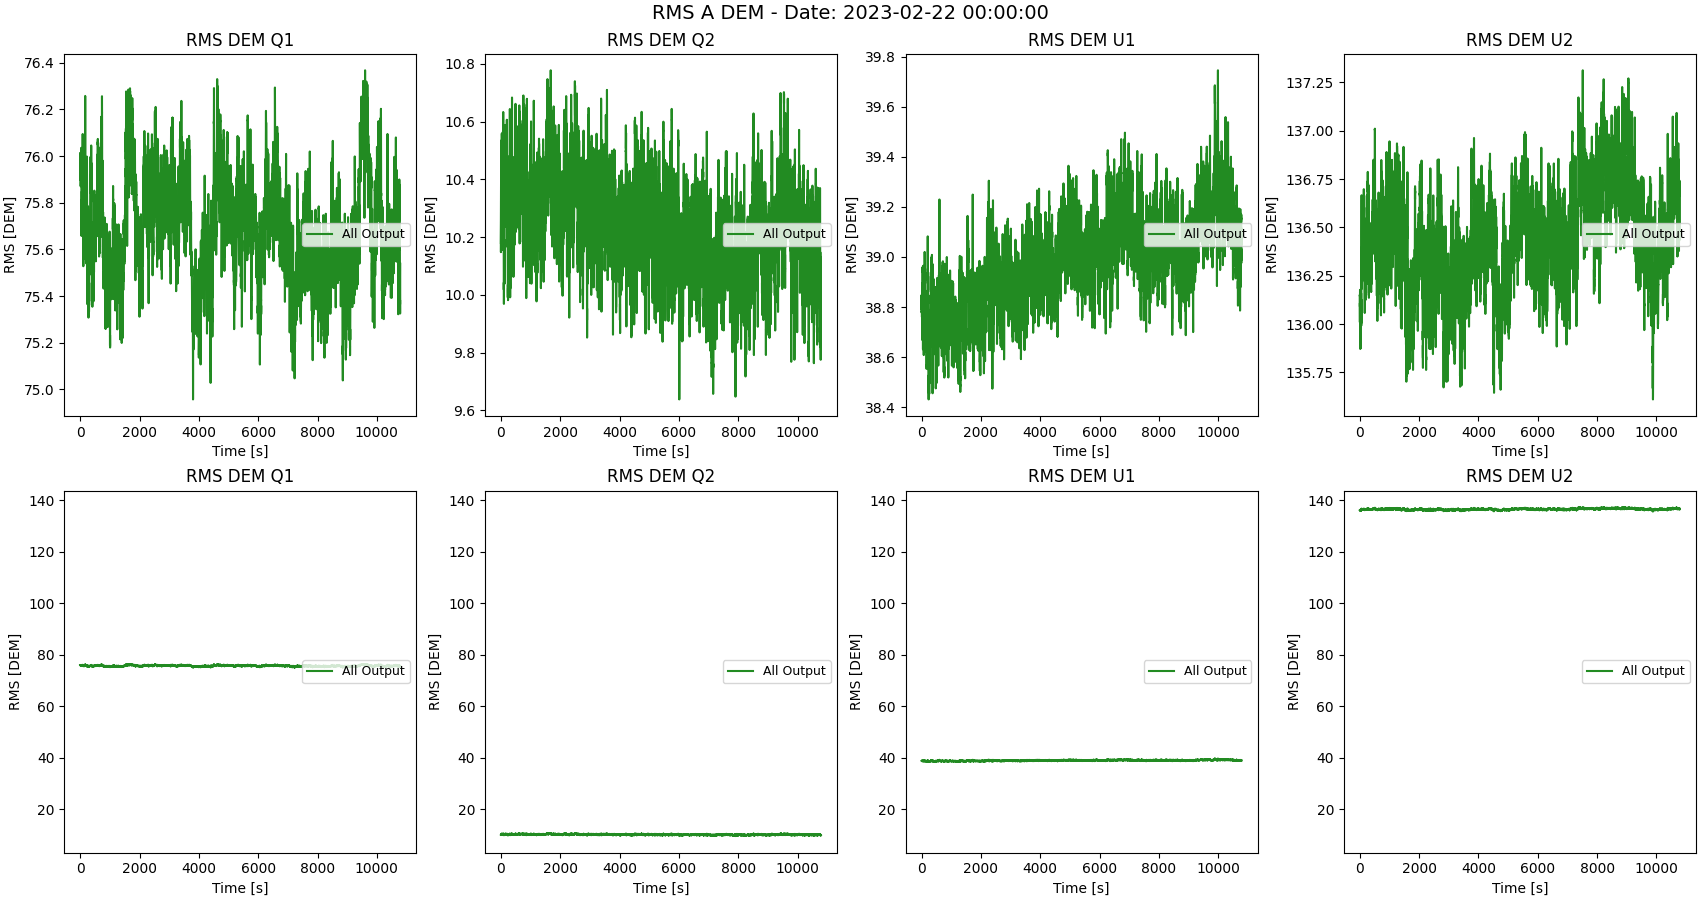 RMS A DEM - Date: 2023-02-22 00:00:00
RMS DEM Q1
RMS [DEM]
76.4
76.2
76.0
75.8
75.6
75.4
75.2
75.0
All Output
0 2000 4000 6000 8000 10000
Time [s]
RMS DEM Q2
RMS [DEM]
10.8
10.6
10.4
10.2
10.0
9.8
9.6
All Output
0 2000 4000 6000 8000 10000
Time [s]
RMS DEM U1
RMS [DEM]
39.8
39.6
39.4
39.2
39.0
38.8
38.6
38.4
All Output
0 2000 4000 6000 8000 10000
Time [s]
RMS DEM U2
RMS [DEM]
137.25
137.00
136.75
136.50
136.25
136.00
135.75
All Output
0 2000 4000 6000 8000 10000
Time [s]
RMS DEM Q1
RMS [DEM]
140
120
100
80
60
40
20
All Output
0 2000 4000 6000 8000 10000
Time [s]
RMS DEM Q2
RMS [DEM]
140
120
100
80
60
40
20
All Output
0 2000 4000 6000 8000 10000
Time [s]
RMS DEM U1
RMS [DEM]
140
120
100
80
60
40
20
All Output
0 2000 4000 6000 8000 10000
Time [s]
RMS DEM U2
RMS [DEM]
140
120
100
80
60
40
20
All Output
0 2000 4000 6000 8000 10000
Time [s]